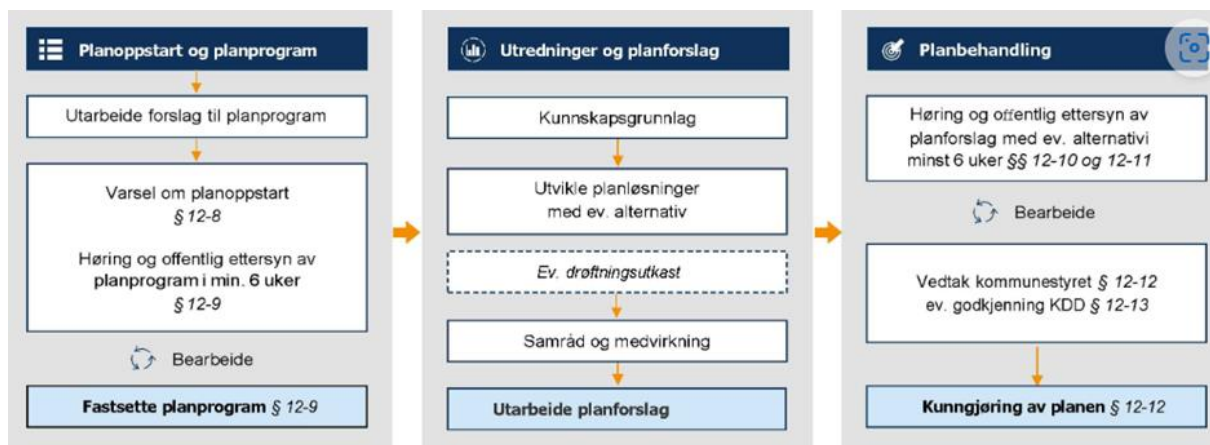 Planoppstart og planprogram
Utarbeide forslag til planprogram
Varsel om planoppstart
§ 12-8
Høring og offentlig ettersyn av
planprogram i min. 6 uker
§ 12-9
Bearbeide
Fastsette planprogram § 12-9
Utredninger og planforslag
Kunnskapsgrunnlag
Utvikle planløsninger
med ev. alternativ
Ev. drøftningsutkast
Samråd og medvirkning
Utarbeide planforslag
Planbehandling
Høring og offentlig ettersyn av
planforslag med ev. alternativi
minst 6 uker §§ 12-10 og 12-11
Bearbeide
Vedtak kommunestyret § 12-12
ev. godkjenning KDD § 12-13
Kunngjøring av planen § 12-12